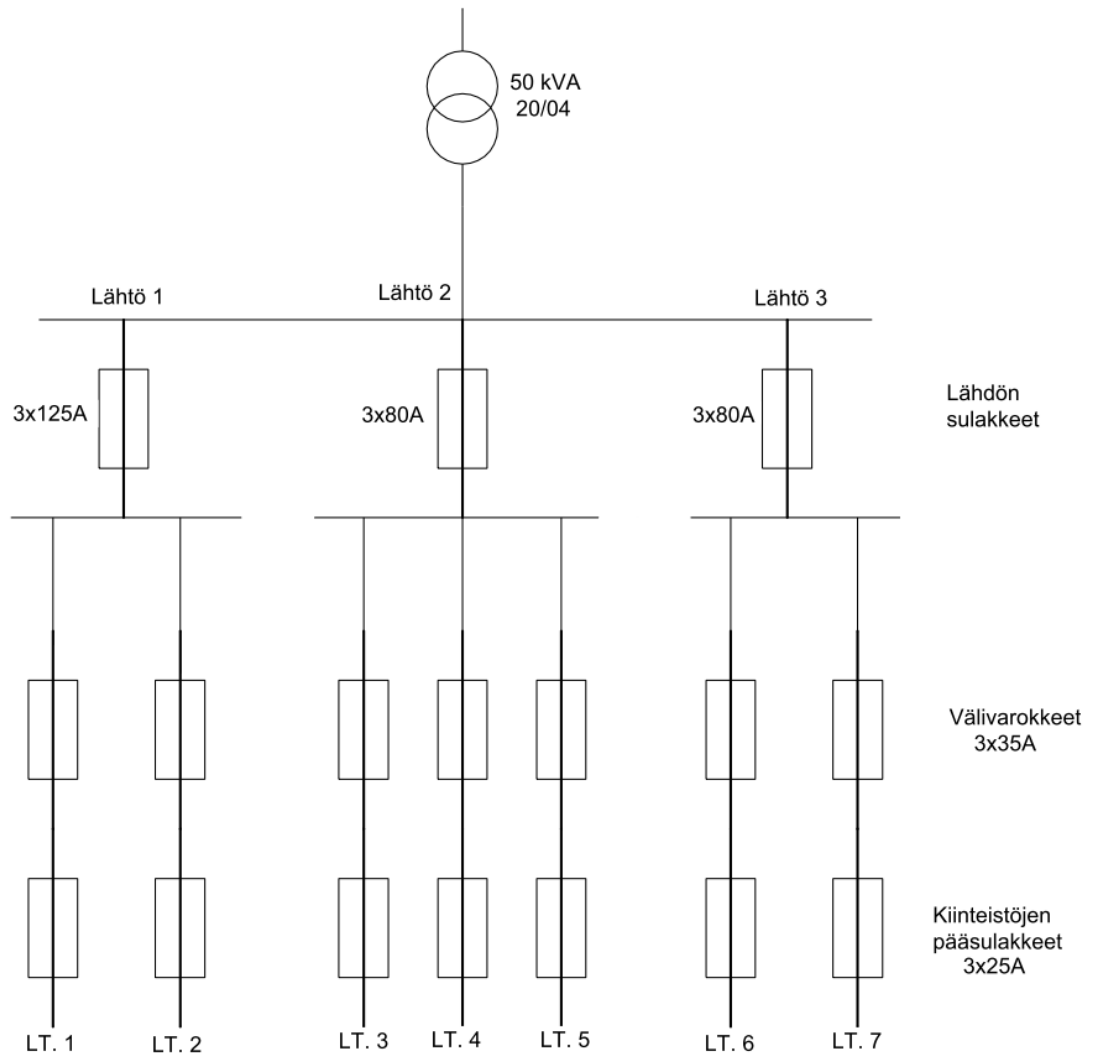 50 kVA
20/04
Lähtö 1
Lähtö 2
Lähtö 3
3x125A
3x80A
3x80A
Lähdön
sulakkeet
Välivarokkeet
3x35A
Kiinteistöjen
pääsulakkeet
3x25A
LT. 1
LT. 2
LT. 3
LT. 4
LT. 5
LT. 6
LT. 7